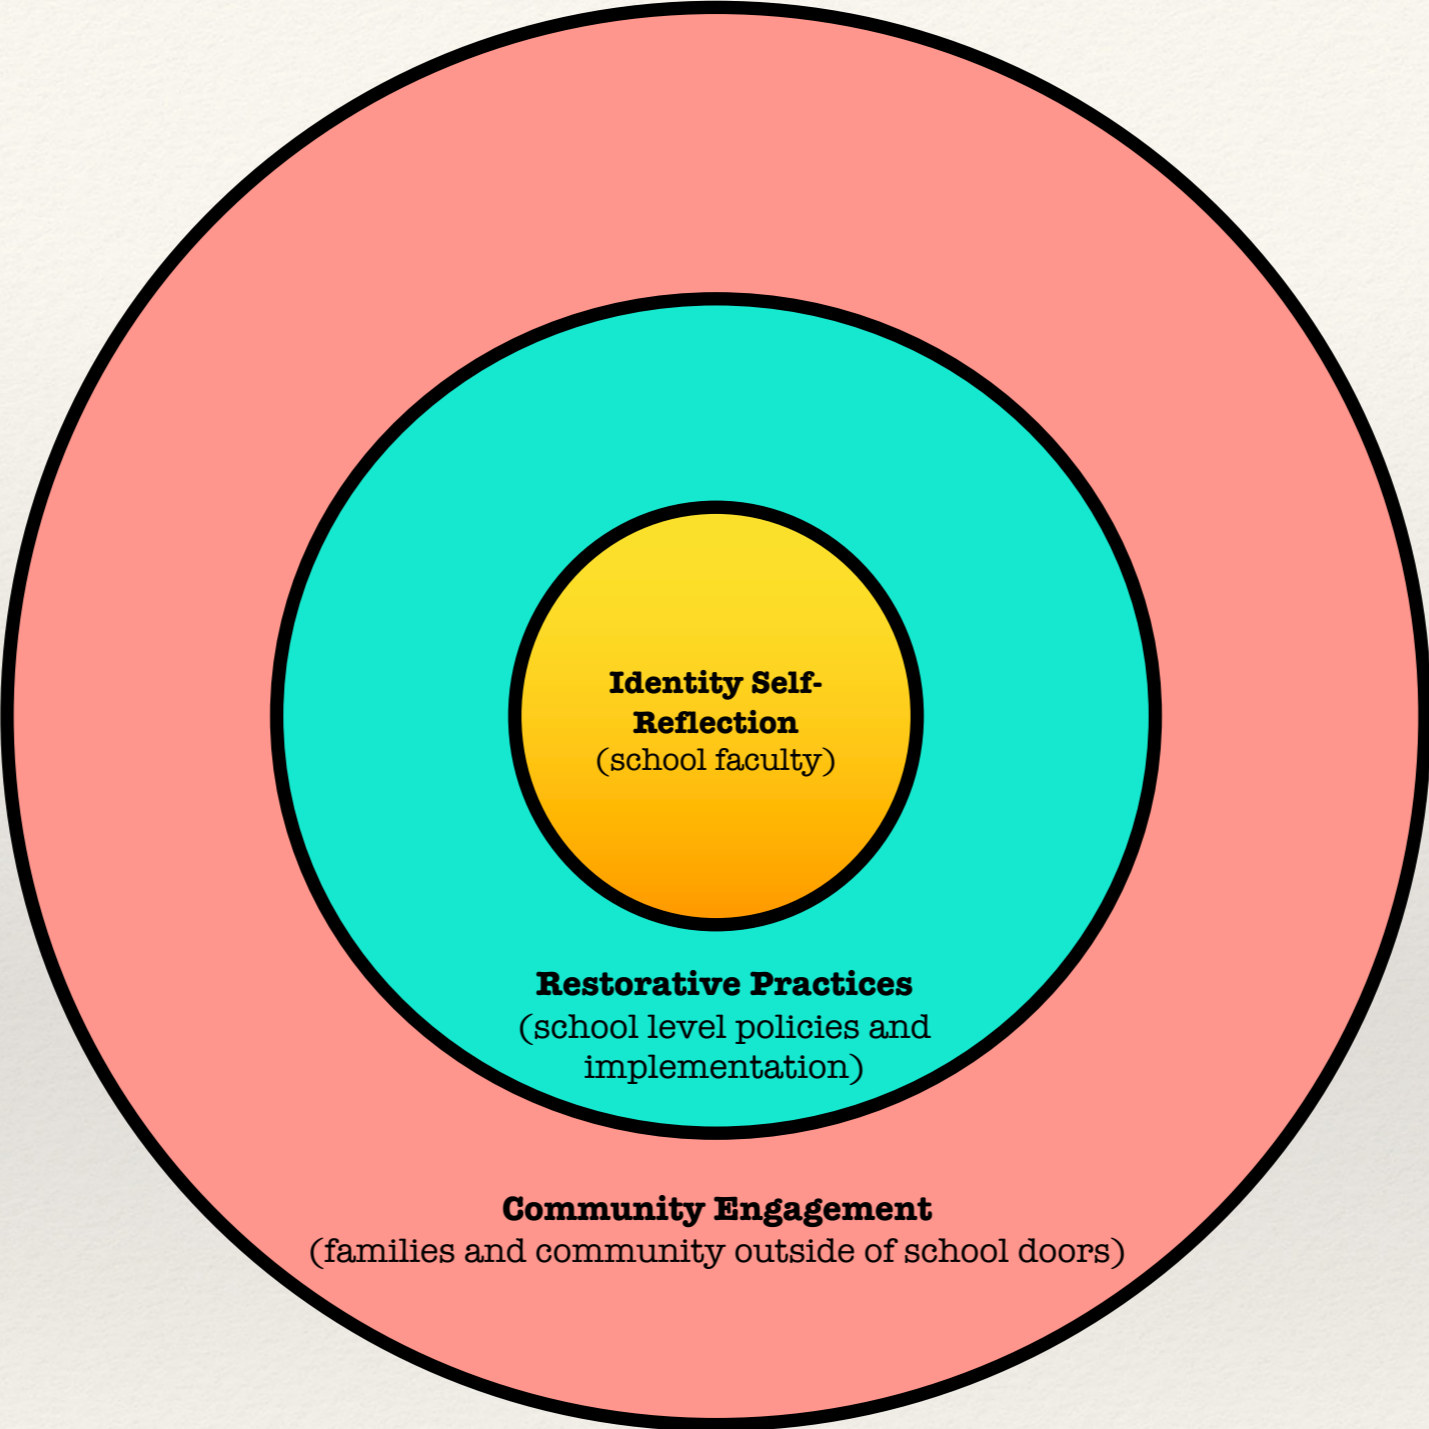 Identity Self-
Reflection
(school faculty)
Restorative Practices
(school level policies and
implementation)
Community Engagement
(families and community outside of school doors)